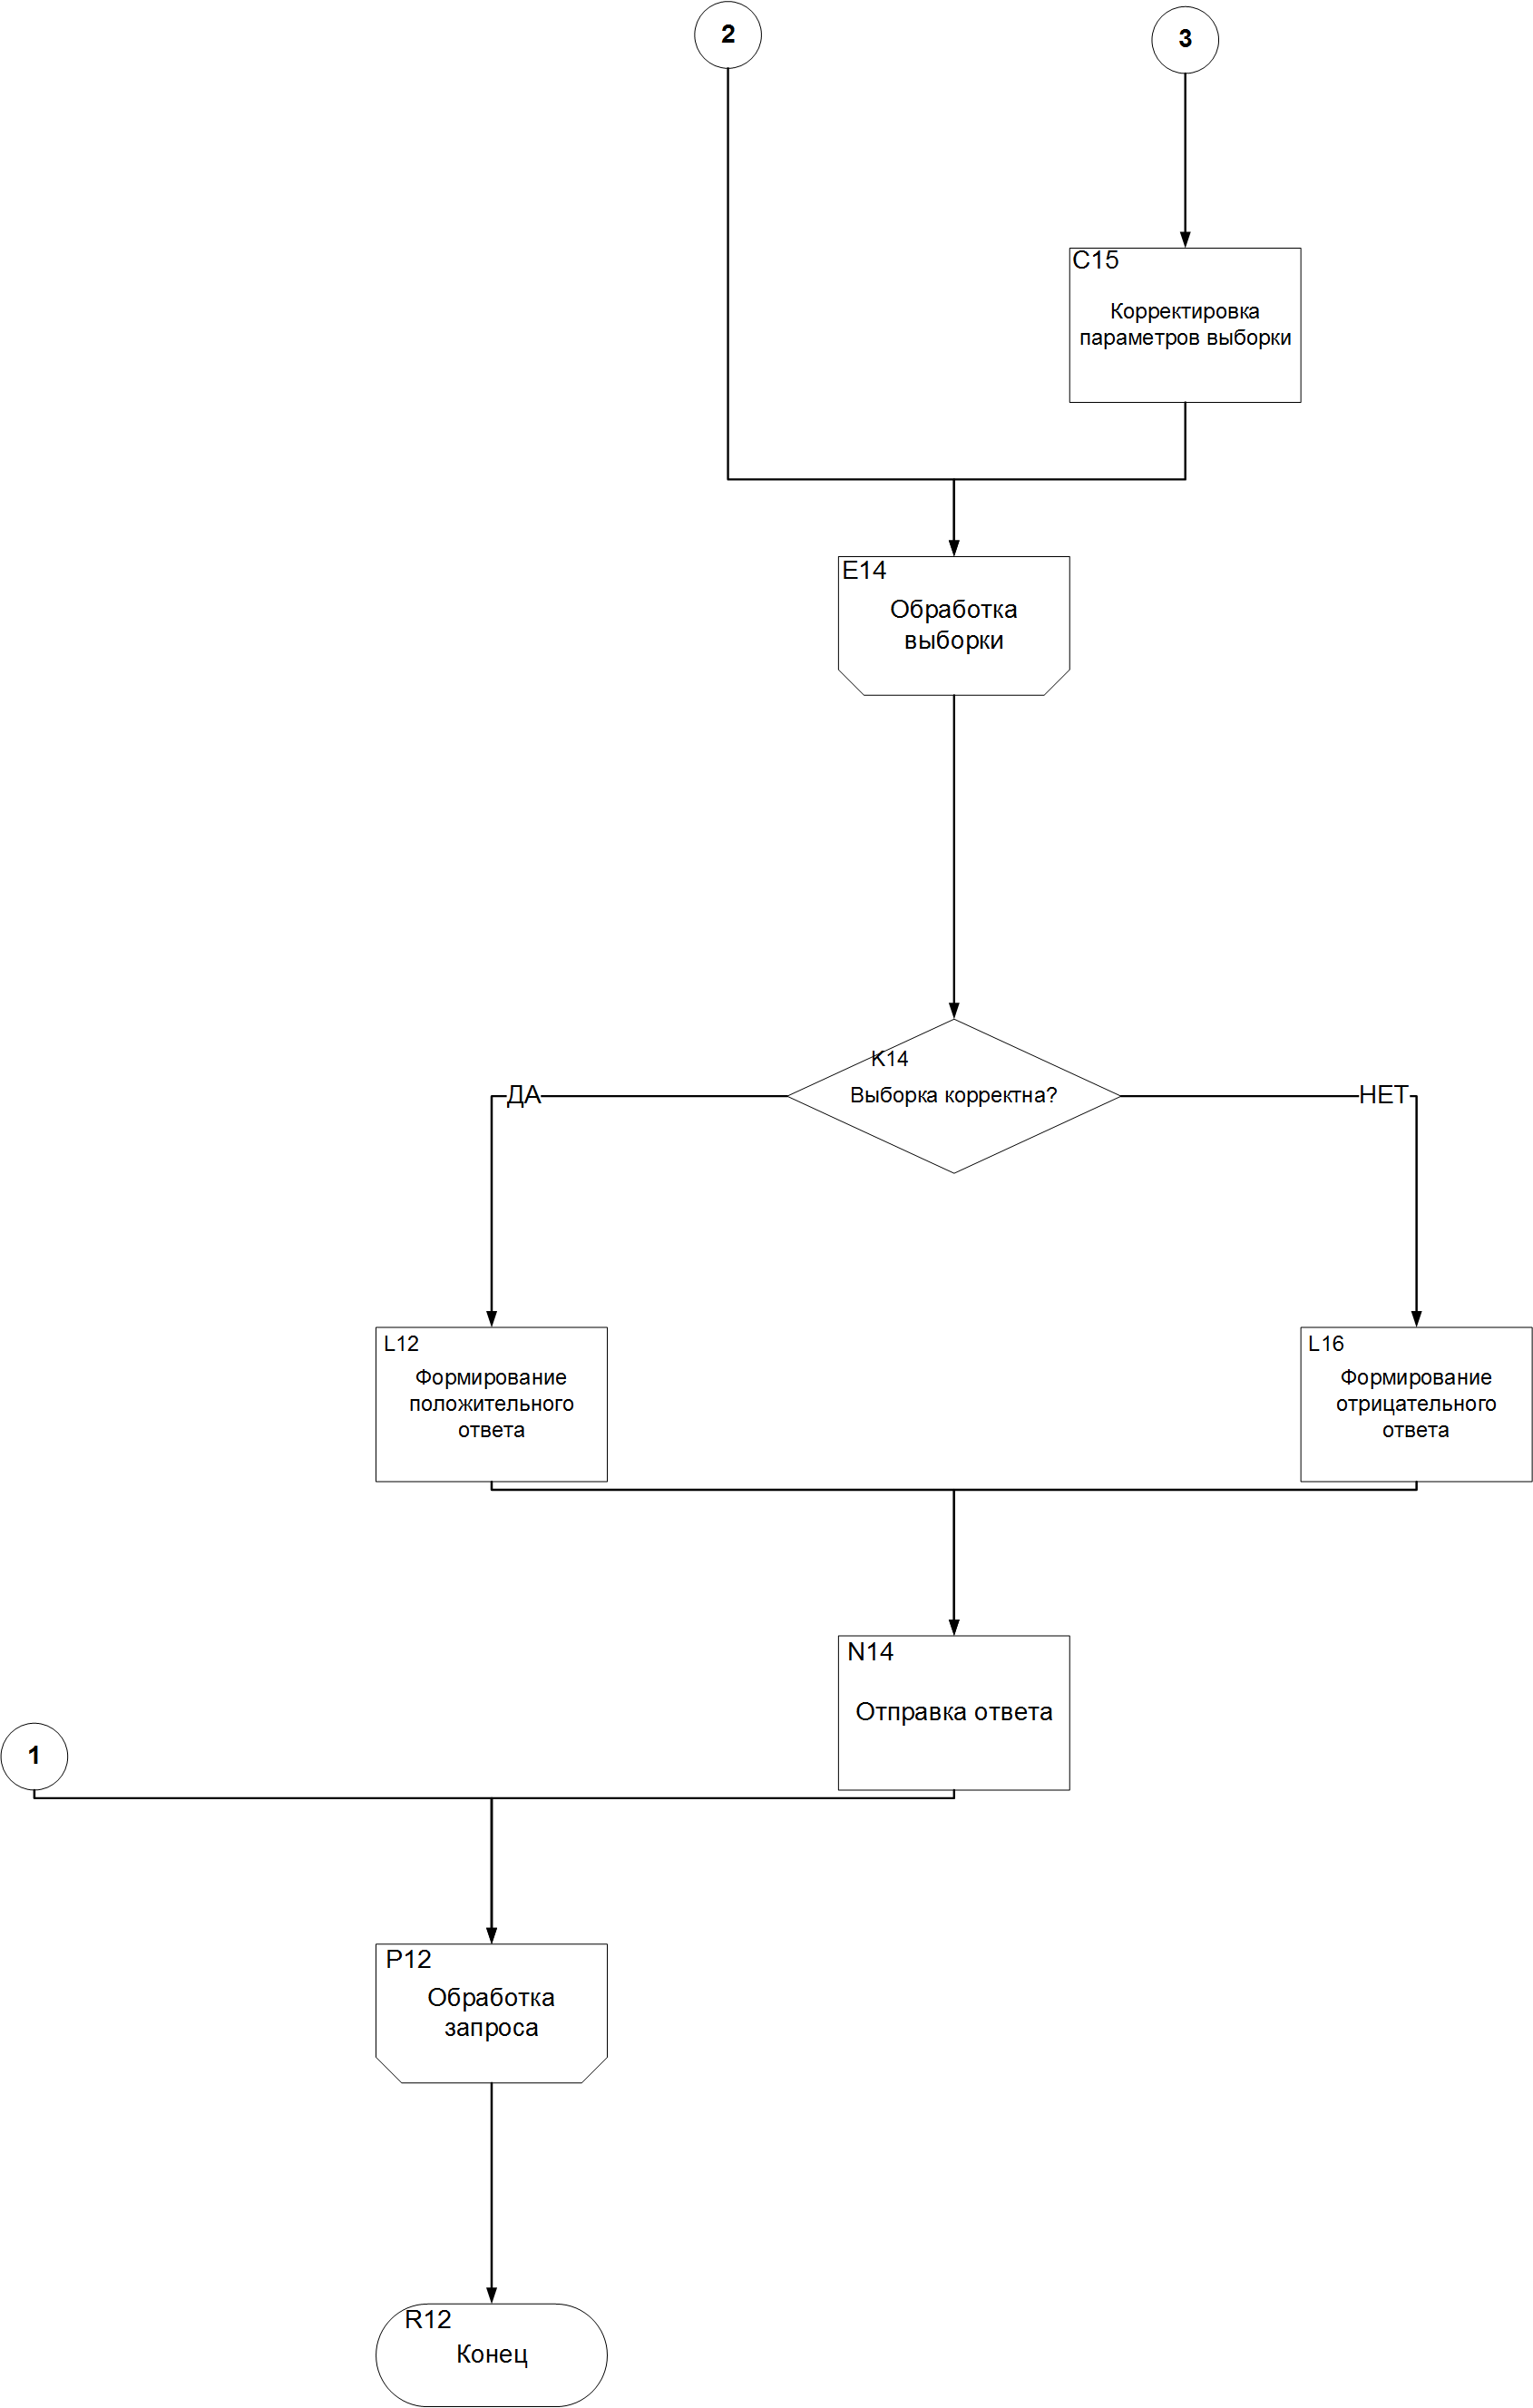 2
3
C15
Корректировка
параметров выборки
E14
Обработка
выборки
K14
Выборка корректна?
ДА
НЕТ
L12
Формирование
положительного
ответа
L16
Формирование
отрицательного
ответа
N14
Отправка ответа
1
P12
Обработка
запроса
R12
Конец